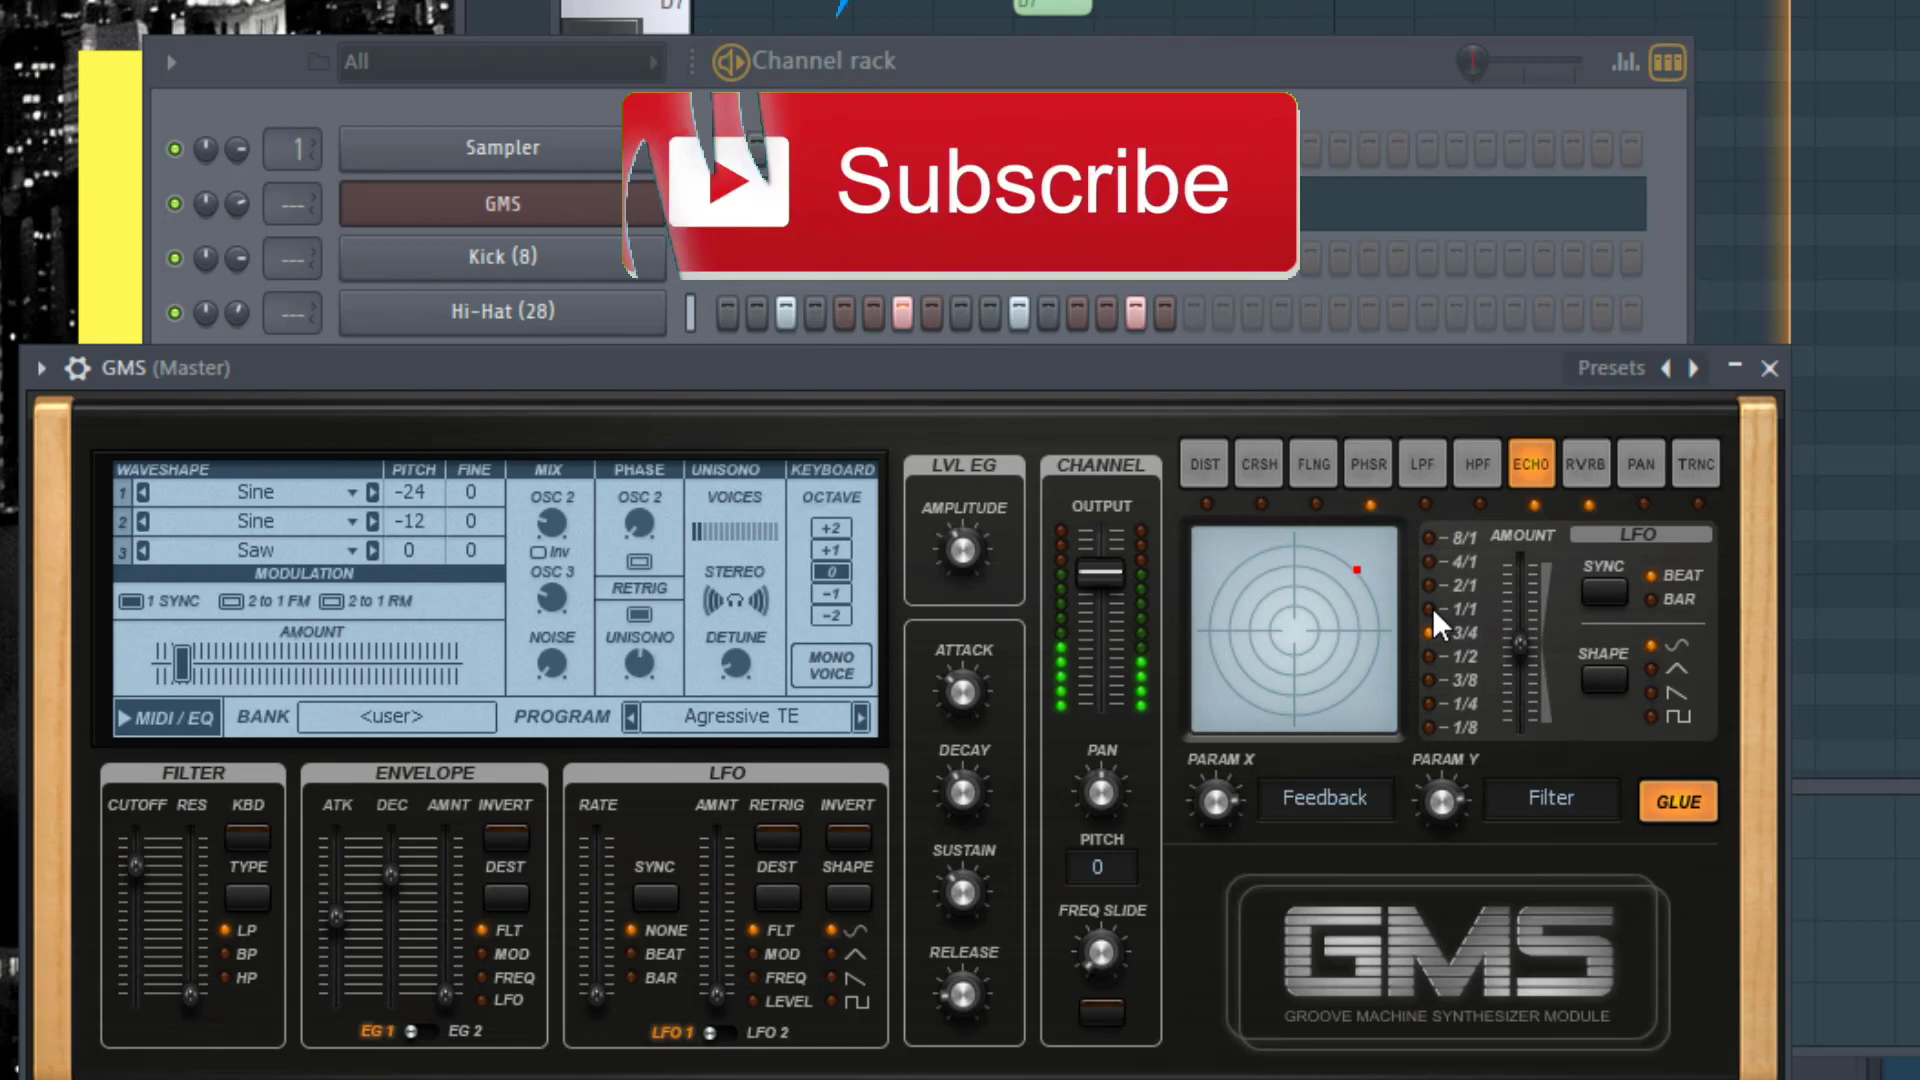 D7
D7
All
Channel rack
1
Sampler
Subscribe
--- GMS
--- Kick (8)
--- Hi-Hat (28)
GMS (Master)
Presets
WAVESHAPE PITCH FINE MIX PHASE UNISONO KEYBOARD
1 Sine -24 0
2 Sine -12 0
3 Saw 0 0
OSC 2
Inv
OSC 3
NOISE
OSC 2
RETRIG
UNISONO
VOICES
STEREO
DETUNE
OCTAVE
+2
+1
0
-1
-2
MONO
VOICE
MODULATION
1 SYNC 2 to 1 FM 2 to 1 RM
AMOUNT
MIDI / EQ BANK <user> PROGRAM Agressive TE
LVL EG
AMPLITUDE
ATTACK
DECAY
SUSTAIN
RELEASE
CHANNEL
OUTPUT
PAN
PITCH
0
FREQ SLIDE
DIST CRSH FLNG PHSR LPF HPF ECHO RVRB PAN TRNC
8/1
4/1
2/1
1/1
3/4
1/2
3/8
1/4
1/8
AMOUNT
LFO
SYNC
BEAT
BAR
SHAPE
PARAM X
Feedback
PARAM Y
Filter
GLUE
FILTER
CUTOFF RES KBD
TYPE
LP
BP
HP
ENVELOPE
ATK DEC AMNT INVERT
DEST
FLT
MOD
FREQ
LFO
EG 1 EG 2
LFO
RATE AMNT RETRIG INVERT
SYNC DEST SHAPE
NONE FLT
BEAT MOD
BAR FREQ
LEVEL
LFO 1 LFO 2
GMS
GROOVE MACHINE SYNTHESIZER MODULE